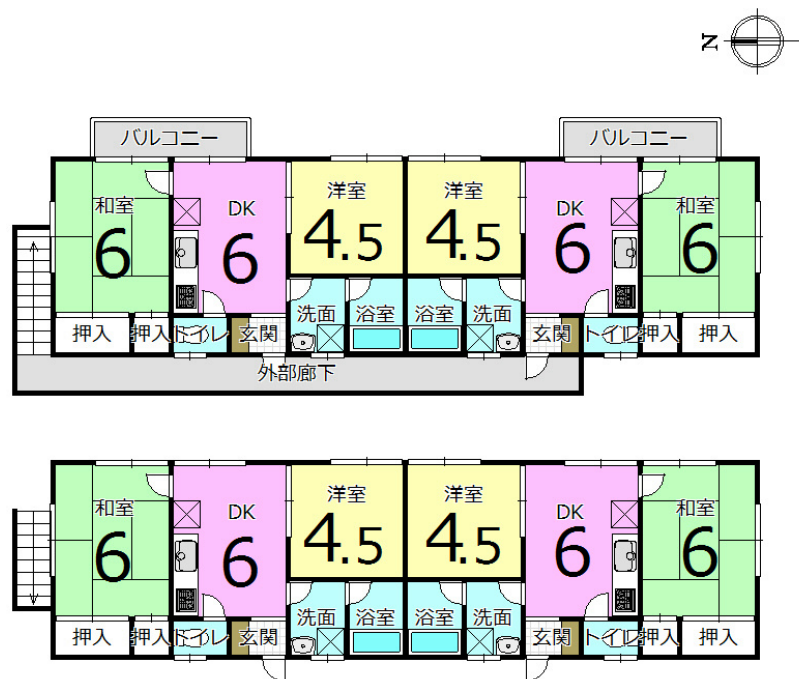 N
バルコニー
バルコニー
和室
6
DK
6
洋室
4.5
洋室
4.5
DK
6
和室
6
押入
押入
トイレ
玄関
洗面
浴室
浴室
洗面
玄関
トイレ
押入
押入
外部廊下
和室
6
DK
6
洋室
4.5
洋室
4.5
DK
6
和室
6
押入
押入
トイレ
玄関
洗面
浴室
浴室
洗面
玄関
トイレ
押入
押入